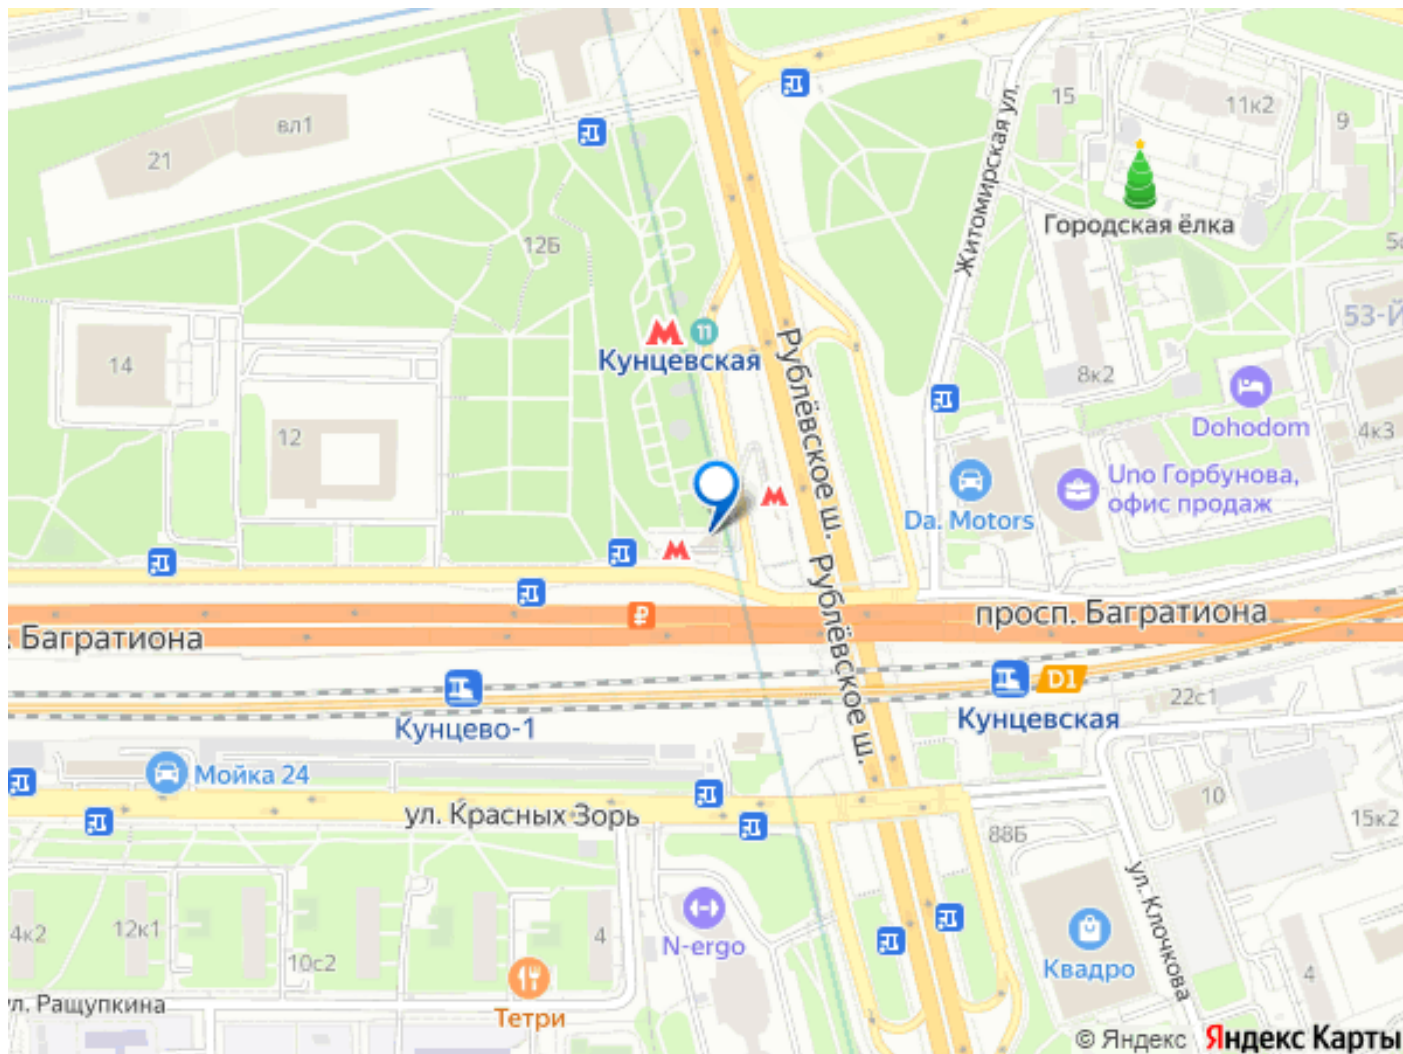 вл1
21
15
11к2
9
Житомирская ул.
Городская ёлка
12Б
53-Й
11
Кунцевская
Рублёвское ш.
14
8к2
12
Dohodom
4к3
Uno Горбунова,
офис продаж
Da. Motors
Рублёвское ш.
просп. Багратиона
. Багратиона
D1
22с1
Кунцево-1
Кунцевская
Мойка 24
ул. Красных Зорь
10
15к2
88Б
ул. Клочкова
4к2
12к1
10с2
4
N-ergo
Квадро
4
ул. Ращупкина
Тетри
© Яндекс Яндекс Карты